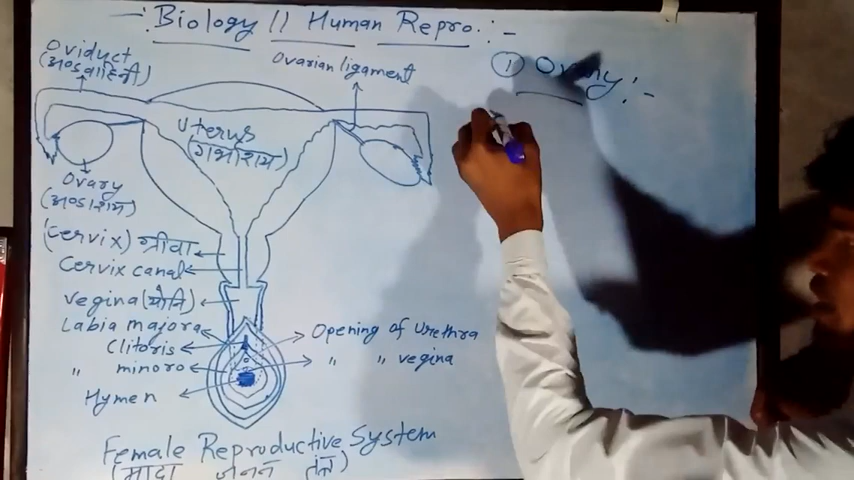 -: Biology || Human Repro. :-
Oviduct
(अण्डवाहिनी)
Ovarian ligament
① Ovary :-
Uterus
(गर्भाशय)
Ovary
(अण्डाशय)
(Cervix) ग्रीवा
Cervix canal
Vegina (योनि)
Labia majora
Opening of Urethra
Clitoris
" minoro
" " vegina
Hymen
Female Reproductive System
(मादा जनन तंत्र)